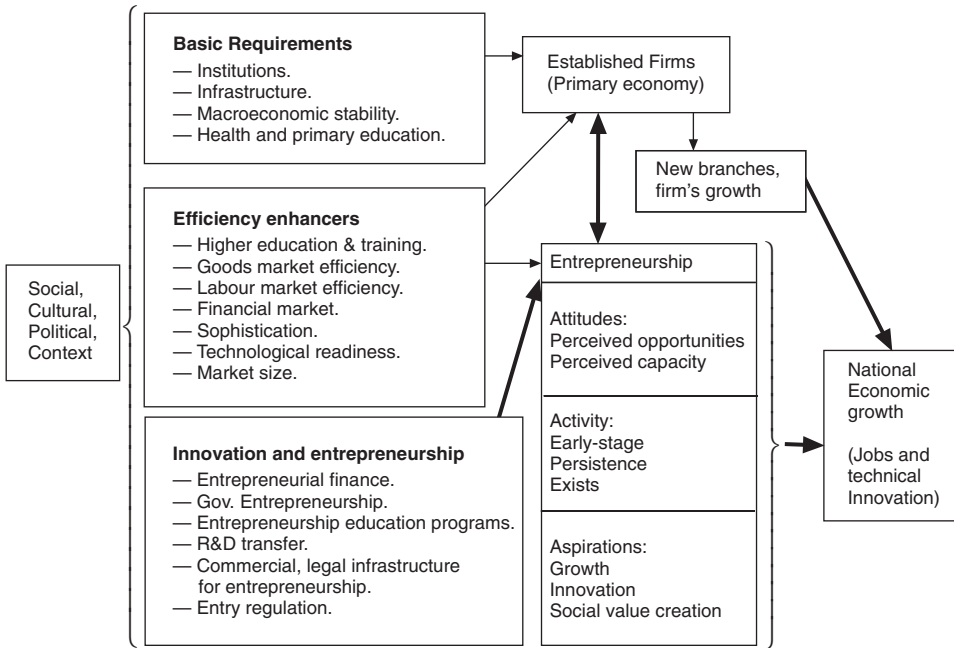 Social,
Cultural,
Political,
Context
Basic Requirements
— Institutions.
— Infrastructure.
— Macroeconomic stability.
— Health and primary education.
Efficiency enhancers
— Higher education & training.
— Goods market efficiency.
— Labour market efficiency.
— Financial market.
— Sophistication.
— Technological readiness.
— Market size.
Innovation and entrepreneurship
— Entrepreneurial finance.
— Gov. Entrepreneurship.
— Entrepreneurship education programs.
— R&D transfer.
— Commercial, legal infrastructure
for entrepreneurship.
— Entry regulation.
Established Firms
(Primary economy)
New branches,
firm’s growth
Entrepreneurship
Attitudes:
Perceived opportunities
Perceived capacity
Activity:
Early-stage
Persistence
Exists
Aspirations:
Growth
Innovation
Social value creation
National
Economic
growth
(Jobs and
technical
Innovation)